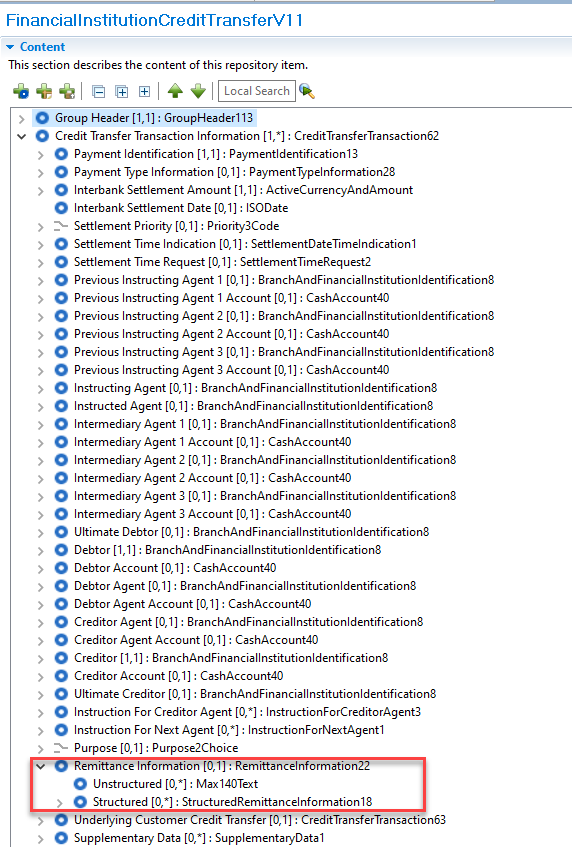 FinancialInstitutionCreditTransferV11
Content
This section describes the content of this repository item.
Local Search
Group Header [1,1] : GroupHeader113
Credit Transfer Transaction Information [1,*] : CreditTransferTransaction62
Payment Identification [1,1] : PaymentIdentification13
Payment Type Information [0,1] : PaymentTypeInformation28
Interbank Settlement Amount [1,1] : ActiveCurrencyAndAmount
Interbank Settlement Date [0,1] : ISODate
Settlement Priority [0,1] : Priority3Code
Settlement Time Indication [0,1] : SettlementDateTimeIndication1
Settlement Time Request [0,1] : SettlementTimeRequest2
Previous Instructing Agent 1 [0,1] : BranchAndFinancialInstitutionIdentification8
Previous Instructing Agent 1 Account [0,1] : CashAccount40
Previous Instructing Agent 2 [0,1] : BranchAndFinancialInstitutionIdentification8
Previous Instructing Agent 2 Account [0,1] : CashAccount40
Previous Instructing Agent 3 [0,1] : BranchAndFinancialInstitutionIdentification8
Previous Instructing Agent 3 Account [0,1] : CashAccount40
Instructing Agent [0,1] : BranchAndFinancialInstitutionIdentification8
Instructed Agent [0,1] : BranchAndFinancialInstitutionIdentification8
Intermediary Agent 1 [0,1] : BranchAndFinancialInstitutionIdentification8
Intermediary Agent 1 Account [0,1] : CashAccount40
Intermediary Agent 2 [0,1] : BranchAndFinancialInstitutionIdentification8
Intermediary Agent 2 Account [0,1] : CashAccount40
Intermediary Agent 3 [0,1] : BranchAndFinancialInstitutionIdentification8
Intermediary Agent 3 Account [0,1] : CashAccount40
Ultimate Debtor [0,1] : BranchAndFinancialInstitutionIdentification8
Debtor [1,1] : BranchAndFinancialInstitutionIdentification8
Debtor Account [0,1] : CashAccount40
Debtor Agent [0,1] : BranchAndFinancialInstitutionIdentification8
Debtor Agent Account [0,1] : CashAccount40
Creditor Agent [0,1] : BranchAndFinancialInstitutionIdentification8
Creditor Agent Account [0,1] : CashAccount40
Creditor [1,1] : BranchAndFinancialInstitutionIdentification8
Creditor Account [0,1] : CashAccount40
Ultimate Creditor [0,1] : BranchAndFinancialInstitutionIdentification8
Instruction For Creditor Agent [0,*] : InstructionForCreditorAgent3
Instruction For Next Agent [0,*] : InstructionForNextAgent1
Purpose [0,1] : Purpose2Choice
Remittance Information [0,1] : RemittanceInformation22
Unstructured [0,*] : Max140Text
Structured [0,*] : StructuredRemittanceInformation18
Underlying Customer Credit Transfer [0,1] : CreditTransferTransaction63
Supplementary Data [0,*] : SupplementaryData1